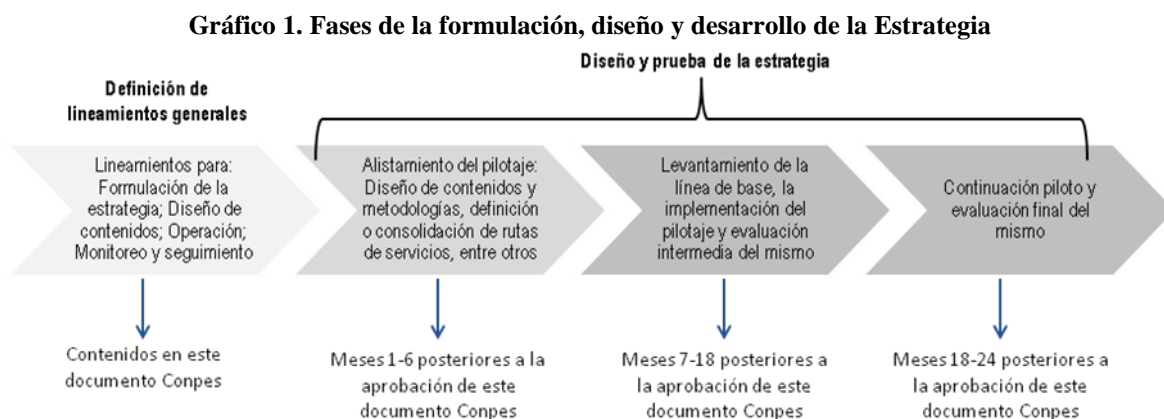 Gráfico 1. Fases de la formulación, diseño y desarrollo de la Estrategia
Diseño y prueba de la estrategia
Definición de
lineamientos generales
Lineamientos para:
Formulación de la
estrategia; Diseño de
contenidos; Operación;
Monitoreo y seguimiento
Alistamiento del pilotaje:
Diseño de contenidos y
metodologías, definición
o consolidación de rutas
de servicios, entre otros
Levantamiento de la
línea de base, la
implementación del
pilotaje y evaluación
intermedia del mismo
Continuación piloto y
evaluación final del
mismo
Contenidos en este
documento Conpes
Meses 1-6 posteriores a la
aprobación de este
documento Conpes
Meses 7-18 posteriores a
la aprobación de este
documento Conpes
Meses 18-24 posteriores a
la aprobación de este
documento Conpes